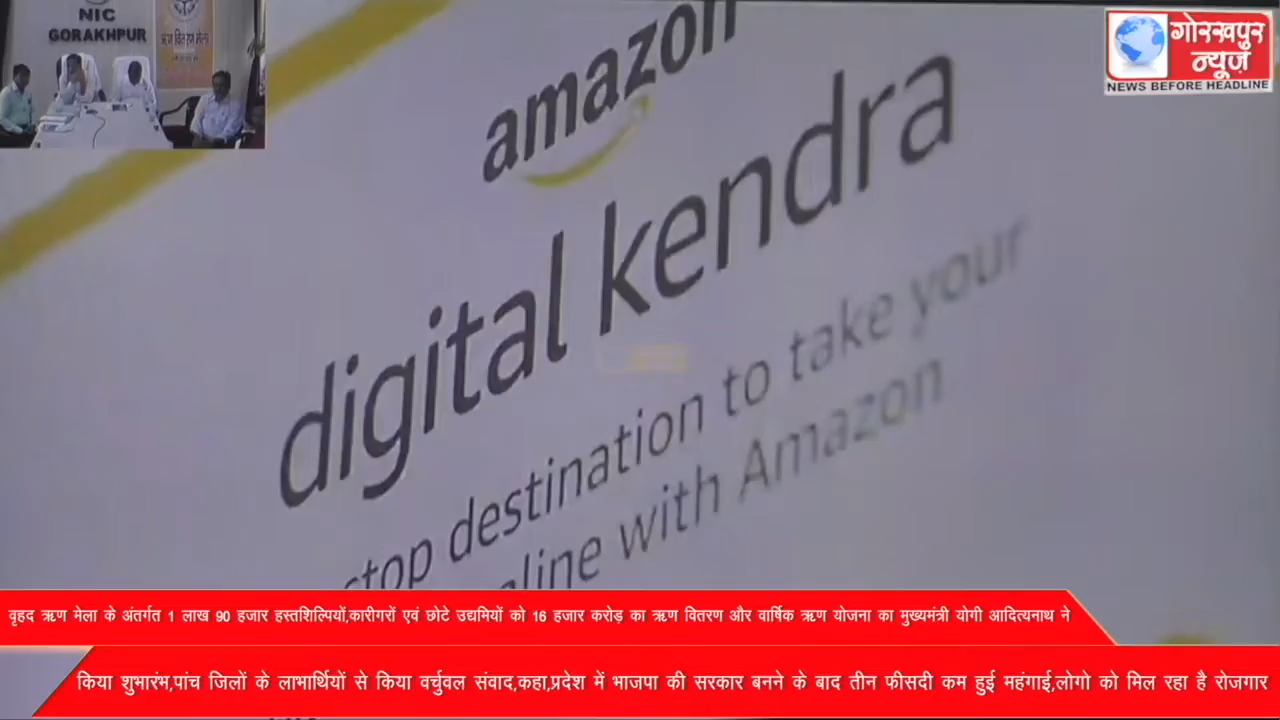 NIC
GORAKHPUR
ऋण वितरण मेला
गोरखपुर
न्यूज़
NEWS BEFORE HEADLINE
amazon
digital kendra
stop destination to take your
online with Amazon
वृहद ऋण मेला के अंतर्गत 1 लाख 90 हजार हस्तशिल्पियों,कारीगरों एवं छोटे उद्यमियों को 16 हजार करोड़ का ऋण वितरण और वार्षिक ऋण योजना का मुख्यमंत्री योगी आदित्यनाथ ने
किया शुभारंभ,पांच जिलों के लाभार्थियों से किया वर्चुवल संवाद,कहा,प्रदेश में भाजपा की सरकार बनने के बाद तीन फीसदी कम हुई महंगाई,लोगो को मिल रहा है रोजगार